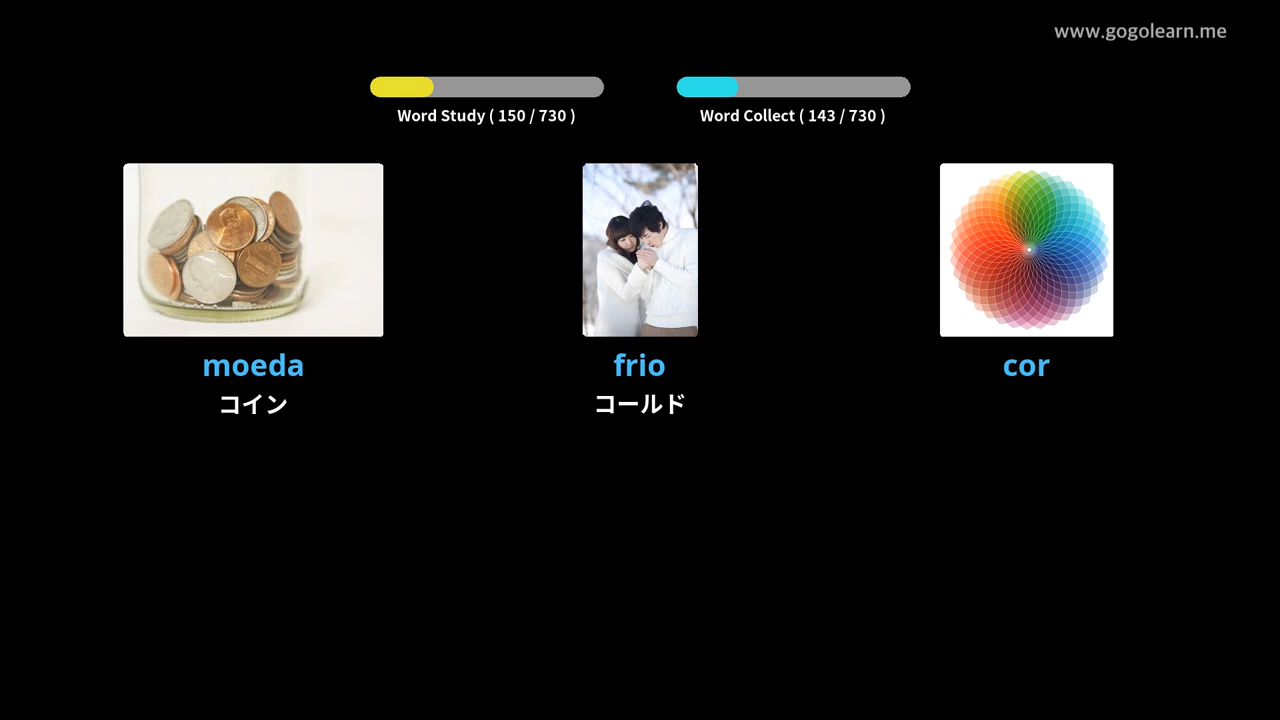 www.gogolearn.me
Word Study ( 150 / 730 )
Word Collect ( 143 / 730 )
moeda
コイン
frio
コールド
cor